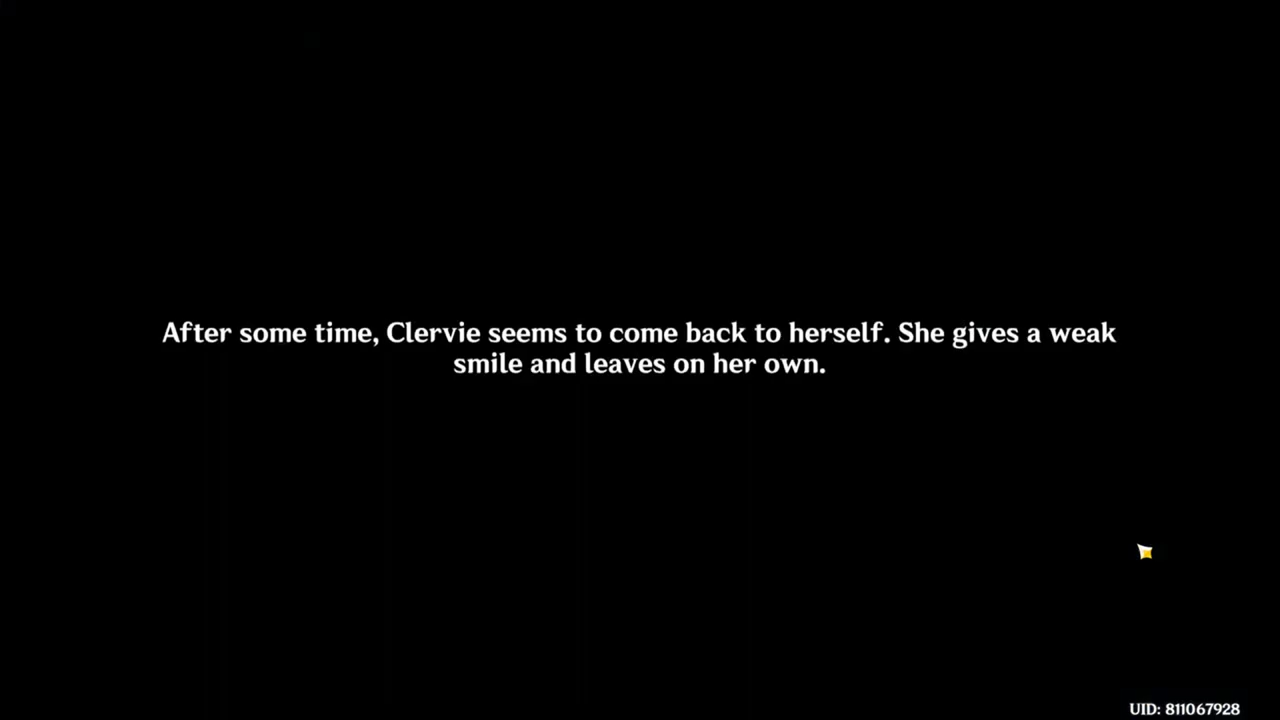 After some time, Clervie seems to come back to herself. She gives a weak
smile and leaves on her own.
UID: 811067928